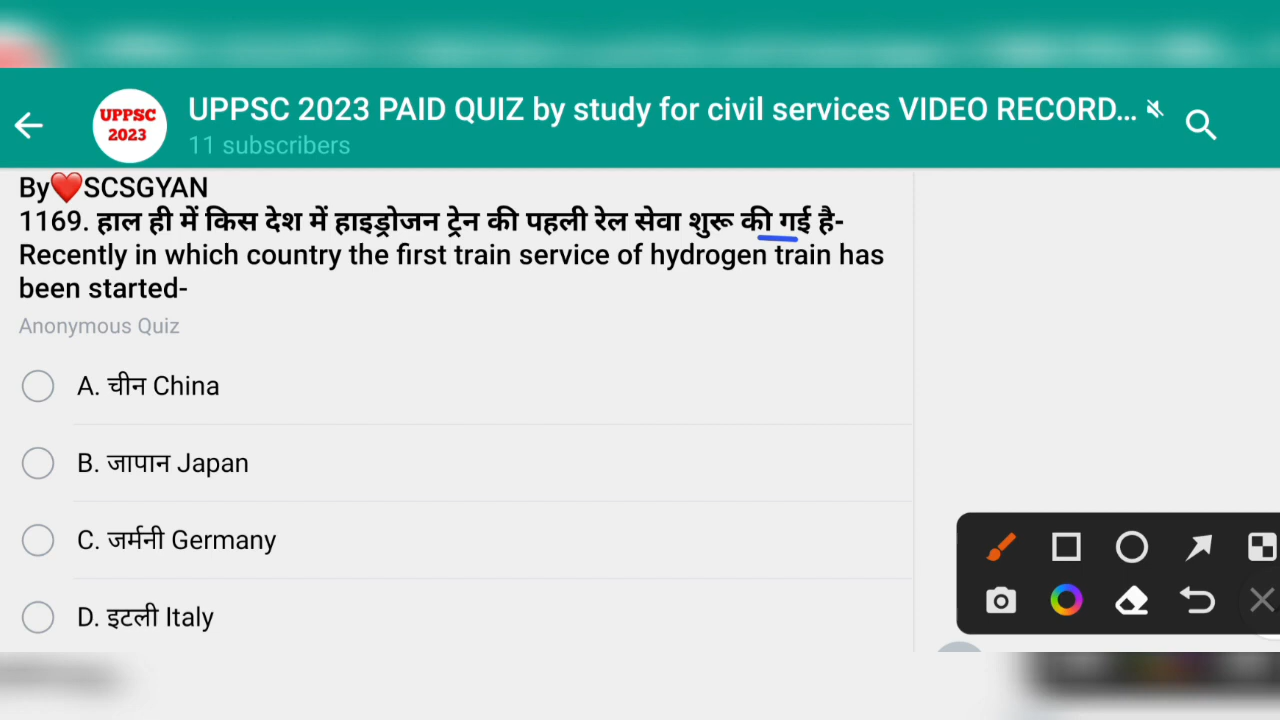 UPPSC
2023
UPPSC 2023 PAID QUIZ by study for civil services VIDEO RECORD...
11 subscribers
By❤️SCSGYAN
1169. हाल ही में किस देश में हाइड्रोजन ट्रेन की पहली रेल सेवा शुरू की गई है-
Recently in which country the first train service of hydrogen train has
been started-
Anonymous Quiz
A. चीन China
B. जापान Japan
C. जर्मनी Germany
D. इटली Italy